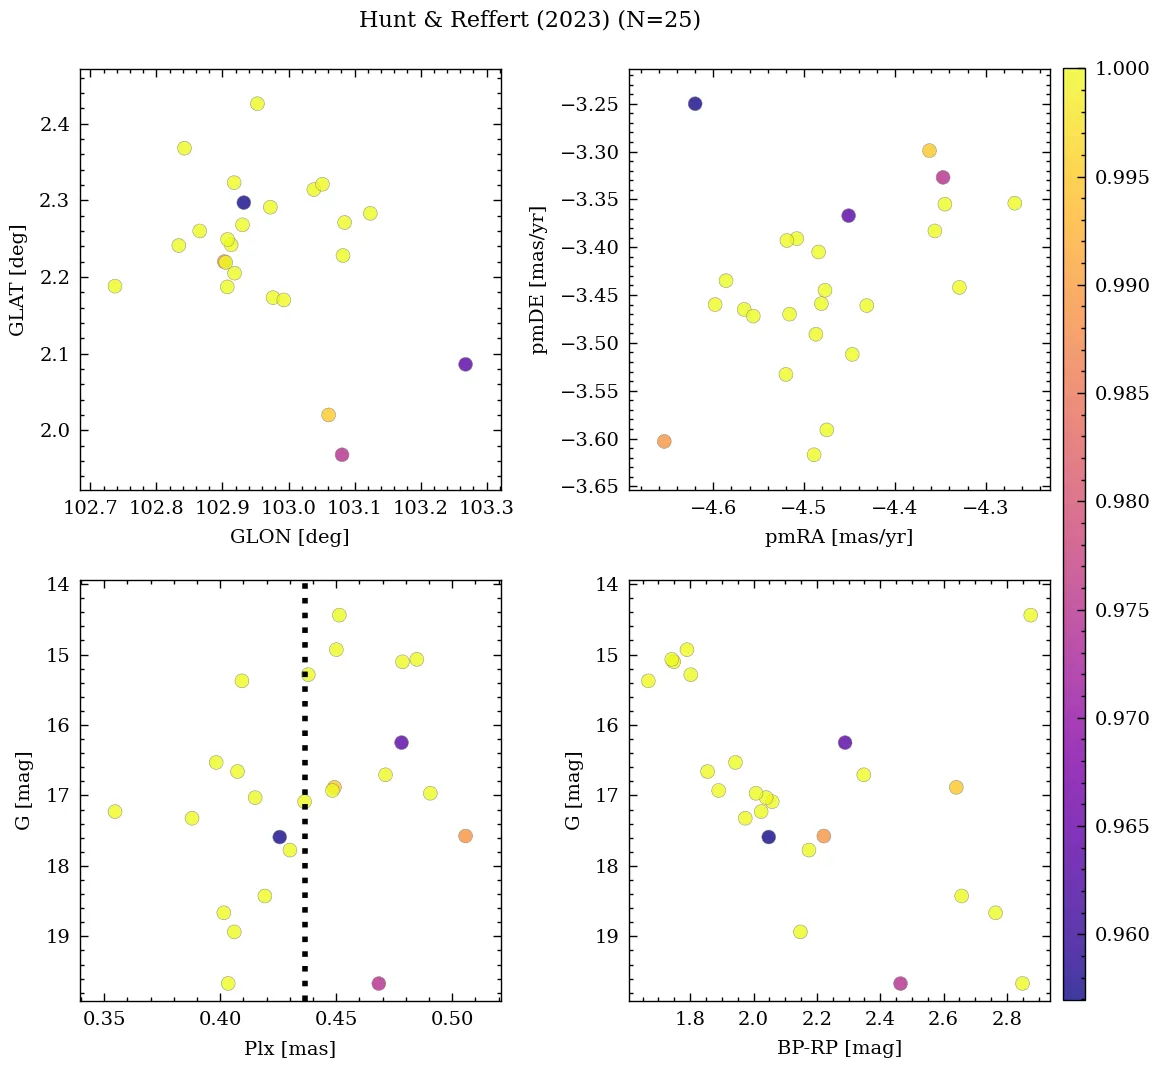 Hunt & Reffert (2023) (N=25)
2.4
2.3
2.2
2.1
2.0
GLAT [deg]
102.7 102.8 102.9 103.0 103.1 103.2 103.3
GLON [deg]
−3.25
−3.30
−3.35
−3.40
−3.45
−3.50
−3.55
−3.60
−3.65
pmDE [mas/yr]
−4.6 −4.5 −4.4 −4.3
pmRA [mas/yr]
14
15
16
17
18
19
G [mag]
0.35 0.40 0.45 0.50
Plx [mas]
14
15
16
17
18
19
G [mag]
1.8 2.0 2.2 2.4 2.6 2.8
BP-RP [mag]
1.000
0.995
0.990
0.985
0.980
0.975
0.970
0.965
0.960